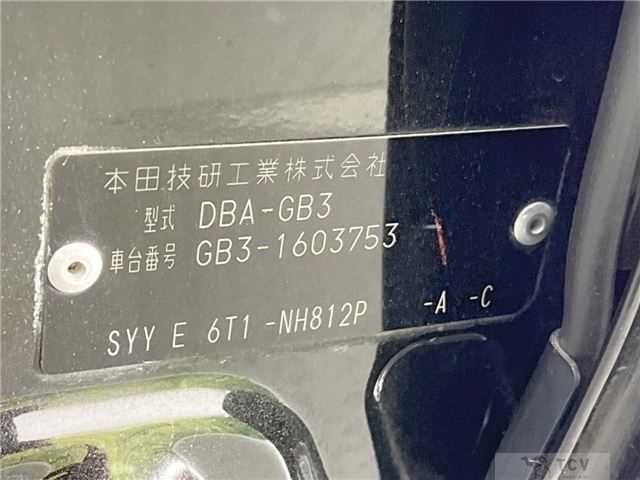 本田技研工業株式会社
型式 DBA-GB3
車台番号 GB3-1603753
SYY E 6T1 -NH812P -A -C
TCV